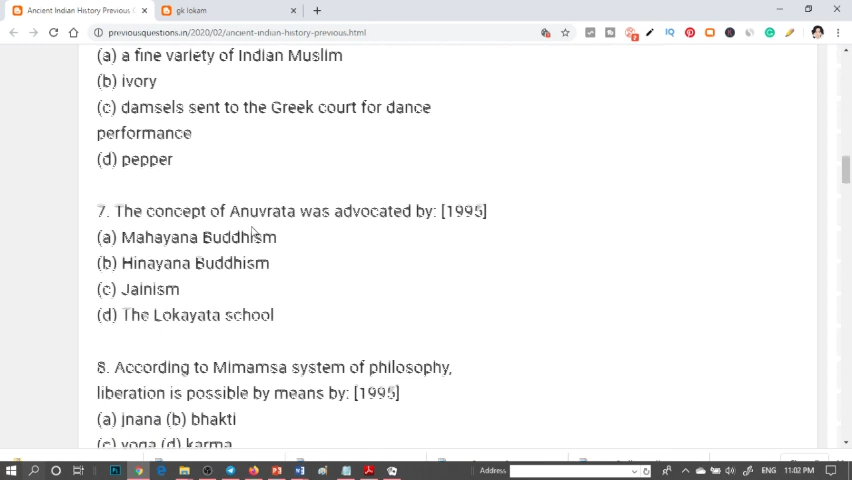 Ancient Indian History Previous
gk lokam
previousquestions.in/2020/02/ancient-indian-history-previous.html
(a) a fine variety of Indian Muslim
(b) ivory
(c) damsels sent to the Greek court for dance
performance
(d) pepper
7. The concept of Anuvrata was advocated by: [1995]
(a) Mahayana Buddhism
(b) Hinayana Buddhism
(c) Jainism
(d) The Lokayata school
8. According to Mimamsa system of philosophy,
liberation is possible by means by: [1995]
(a) jnana (b) bhakti
(c) yoga (d) karma
Address
ENG
11:02 PM